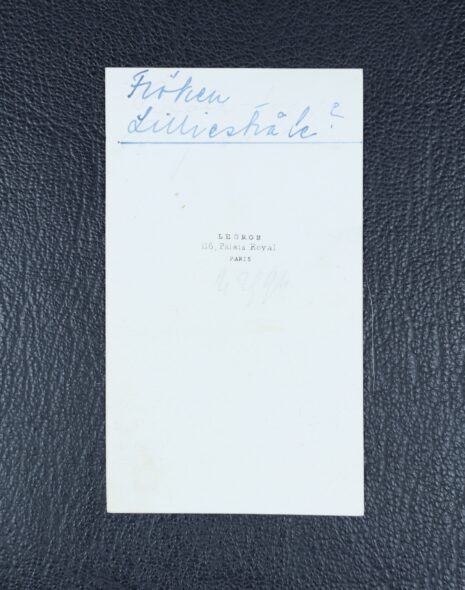 Fröken
Lilliestråle?
LEGROS
116, Palais Royal
PARIS